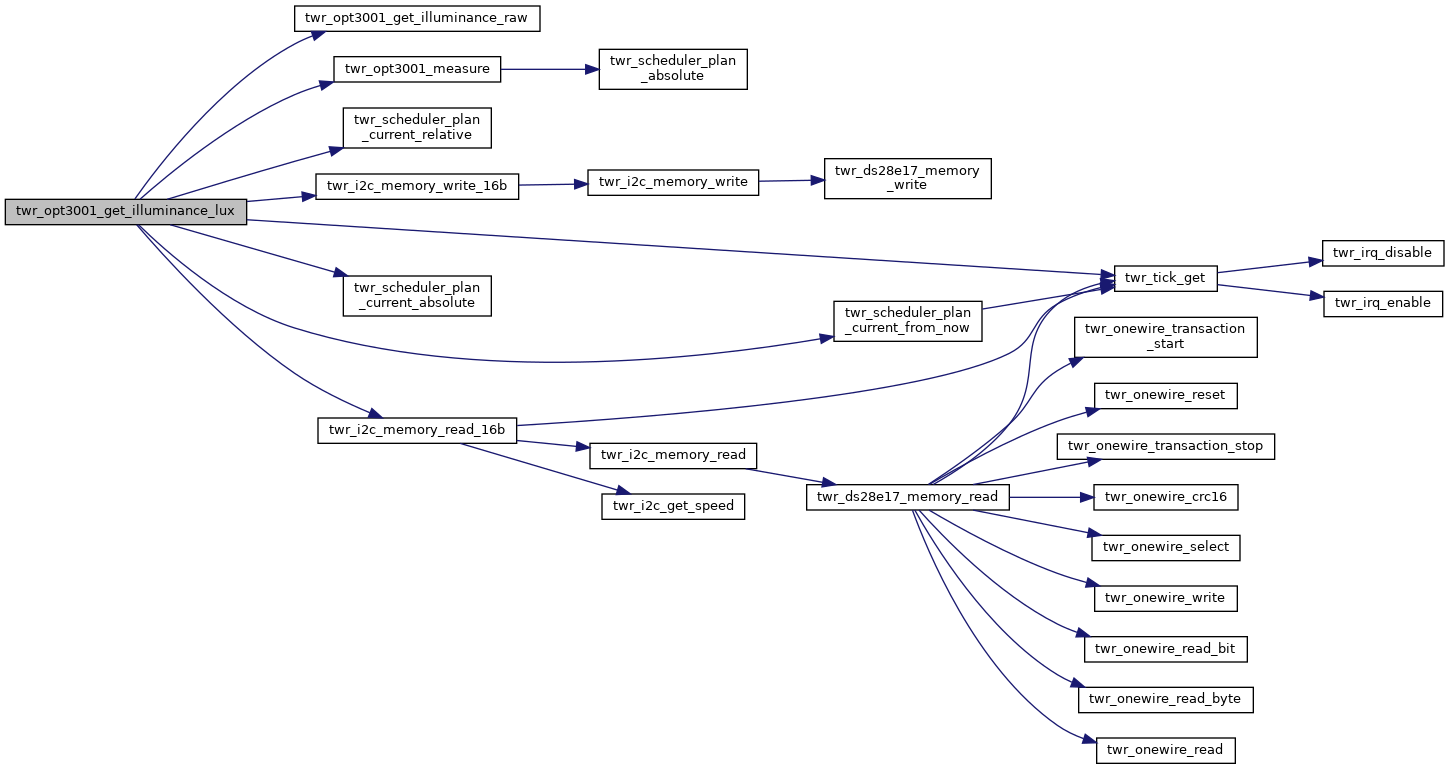 twr_opt3001_get_illuminance_raw
twr_opt3001_measure
twr_scheduler_plan
_absolute
twr_scheduler_plan
_current_relative
twr_i2c_memory_write_16b
twr_i2c_memory_write
twr_ds28e17_memory
_write
twr_opt3001_get_illuminance_lux
twr_tick_get
twr_irq_disable
twr_irq_enable
twr_scheduler_plan
_current_absolute
twr_scheduler_plan
_current_from_now
twr_onewire_transaction
_start
twr_onewire_reset
twr_i2c_memory_read_16b
twr_i2c_memory_read
twr_onewire_transaction_stop
twr_i2c_get_speed
twr_ds28e17_memory_read
twr_onewire_crc16
twr_onewire_select
twr_onewire_write
twr_onewire_read_bit
twr_onewire_read_byte
twr_onewire_read